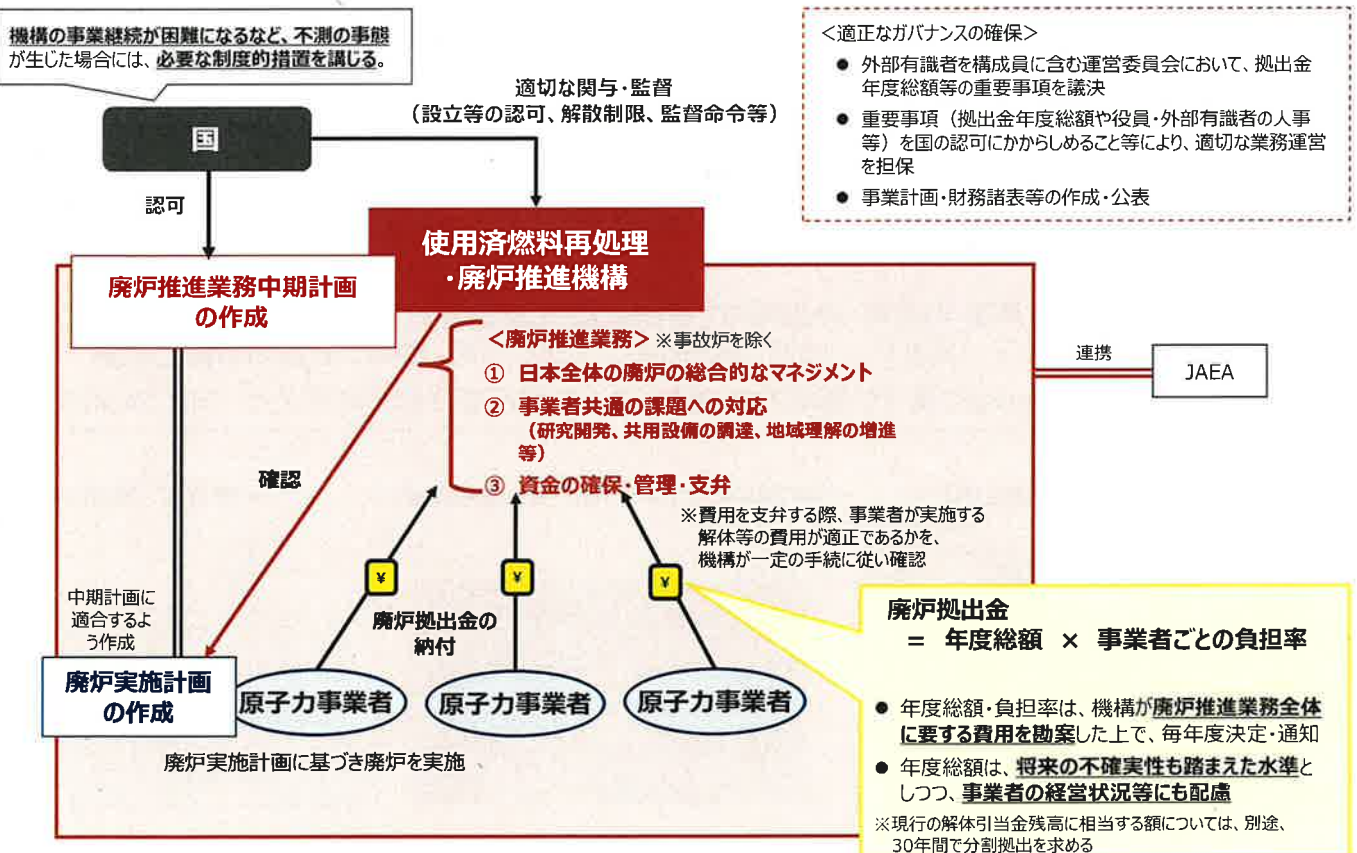 機構の事業継続が困難になるなど、不測の事態
が生じた場合には、必要な制度的措置を講じる。
国
適切な関与・監督
（設立等の認可、解散制限、監督命令等）
＜適正なガバナンスの確保＞
● 外部有識者を構成員に含む運営委員会において、拠出金
年度総額等の重要事項を議決
● 重要事項（拠出金年度総額や役員・外部有識者の人事
等）を国の認可にかからしめること等により、適切な業務運営
を担保
● 事業計画・財務諸表等の作成・公表
認可
使用済燃料再処理
・廃炉推進機構
廃炉推進業務中期計画
の作成
＜廃炉推進業務＞ ※事故炉を除く
① 日本全体の廃炉の総合的なマネジメント
② 事業者共通の課題への対応
（研究開発、共用設備の調達、地域理解の増進
等）
③ 資金の確保・管理・支弁
連携
JAEA
確認
※費用を支弁する際、事業者が実施する
解体等の費用が適正であるかを、
機構が一定の手続に従い確認
¥
¥
¥
中期計画に
適合するよ
う作成
廃炉拠出金の
納付
廃炉実施計画
の作成
原子力事業者
原子力事業者
原子力事業者
廃炉実施計画に基づき廃炉を実施
廃炉拠出金
＝ 年度総額 × 事業者ごとの負担率
● 年度総額・負担率は、機構が廃炉推進業務全体
に要する費用を勘案した上で、毎年度決定・通知
● 年度総額は、将来の不確実性も踏まえた水準と
しつつ、事業者の経営状況等にも配慮
※現行の解体引当金残高に相当する額については、別途、
30年間で分割拠出を求める